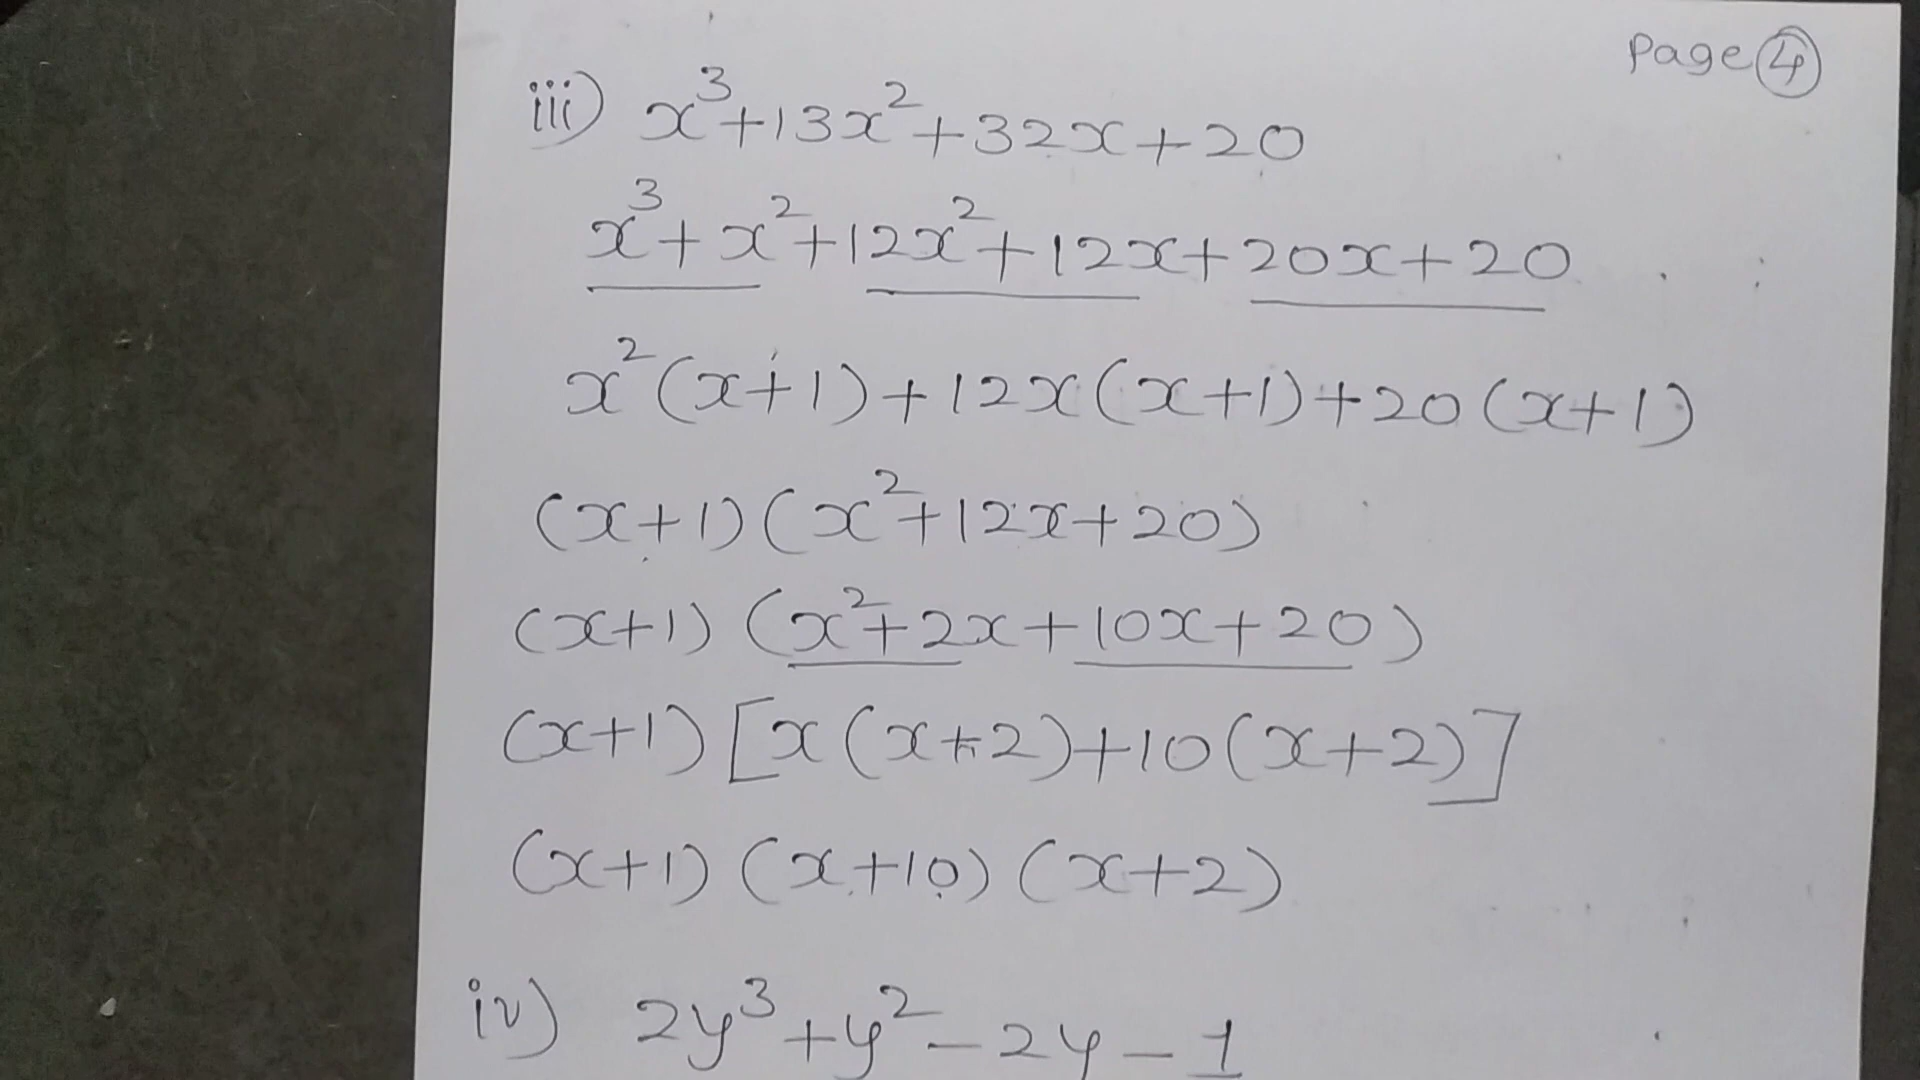 Page 4
iii) x³+13x²+32x+20
x³+x²+12x²+12x+20x+20
x²(x+1)+12x(x+1)+20(x+1)
(x+1)(x²+12x+20)
(x+1)(x²+2x+10x+20)
(x+1)[x(x+2)+10(x+2)]
(x+1)(x+10)(x+2)
iv) 2y³+y²-2y-1